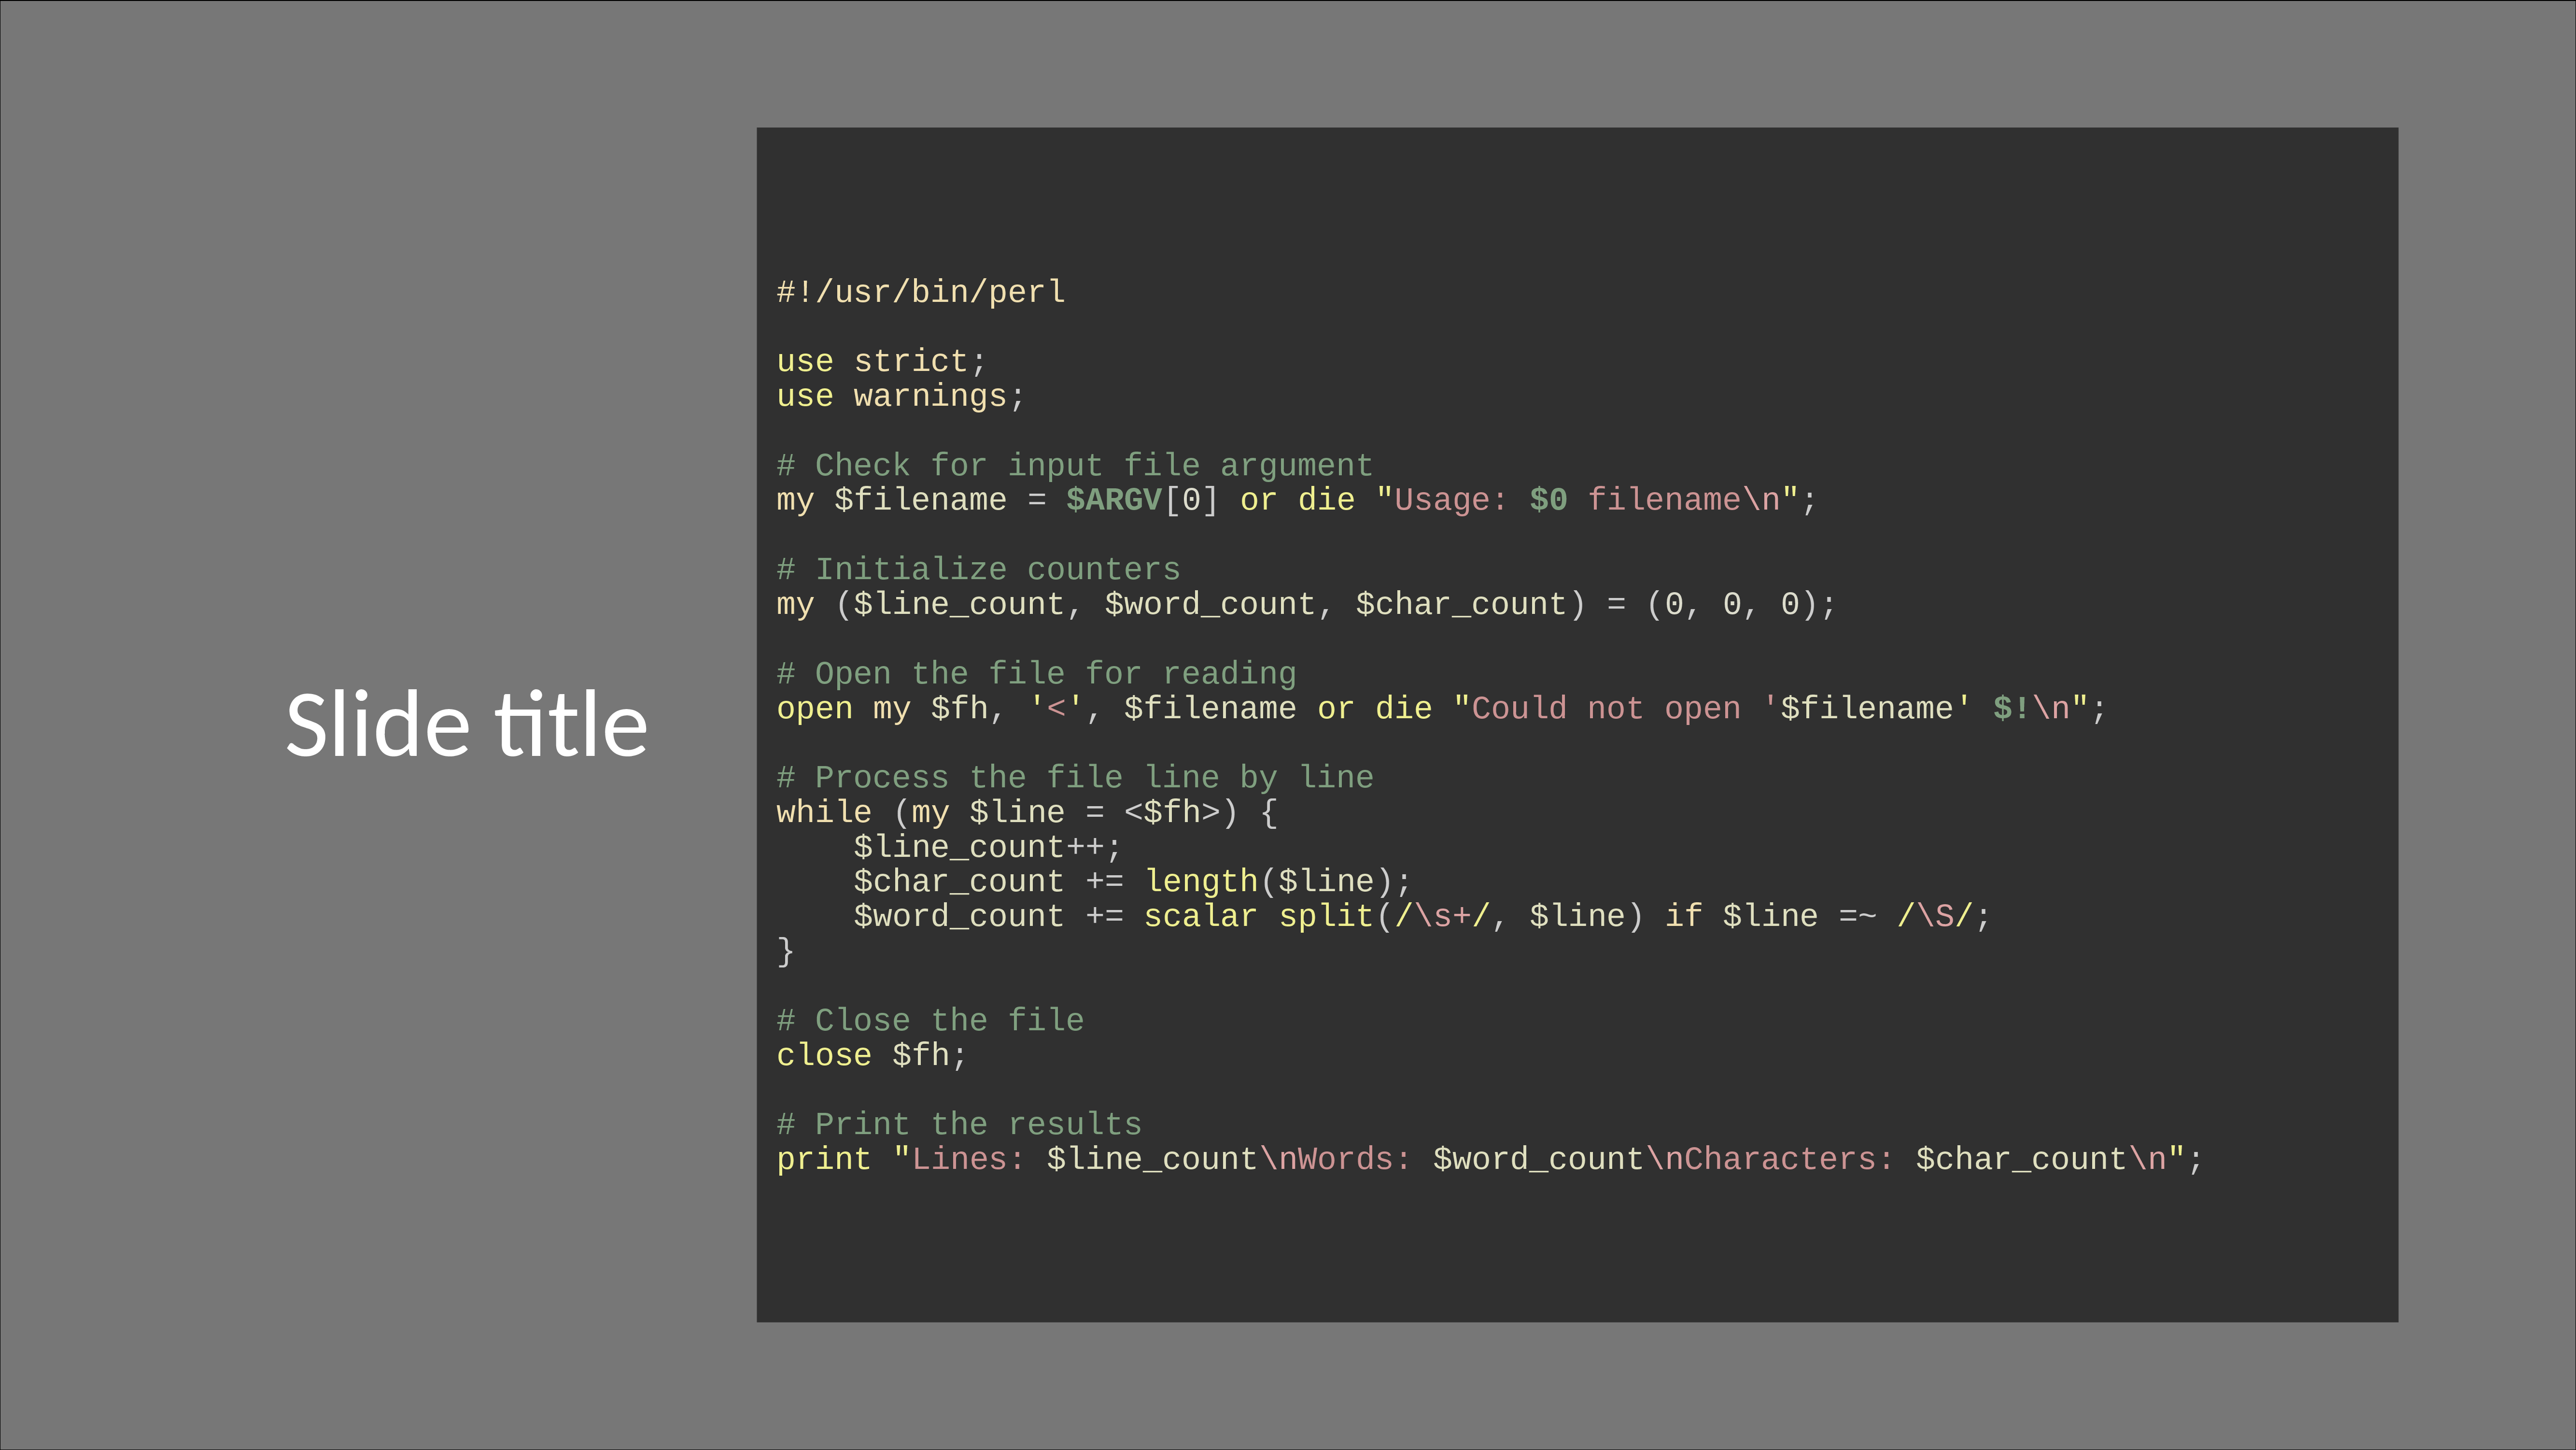 Slide title
#!/usr/bin/perl
use strict;
use warnings;
# Check for input file argument
my $filename = $ARGV[0] or die "Usage: $0 filename\n";
# Initialize counters
my ($line_count, $word_count, $char_count) = (0, 0, 0);
# Open the file for reading
open my $fh, '<', $filename or die "Could not open '$filename' $!\n";
# Process the file line by line
while (my $line = <$fh>) {
    $line_count++;
    $char_count += length($line);
    $word_count += scalar split(/\s+/, $line) if $line =~ /\S/;
}
# Close the file
close $fh;
# Print the results
print "Lines: $line_count\nWords: $word_count\nCharacters: $char_count\n";